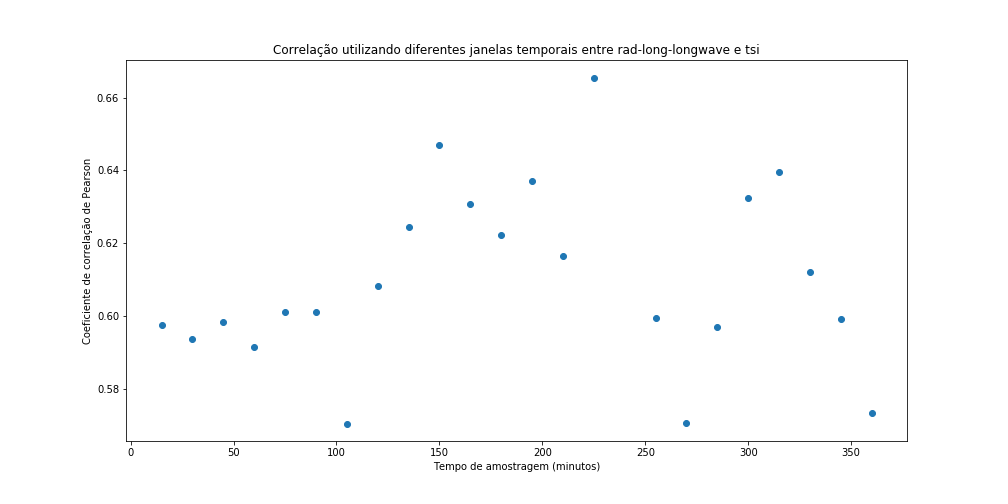 Correlação utilizando diferentes janelas temporais entre rad-long-longwave e tsi
Coeficiente de correlação de Pearson
0.66
0.64
0.62
0.60
0.58
0 50 100 150 200 250 300 350
Tempo de amostragem (minutos)